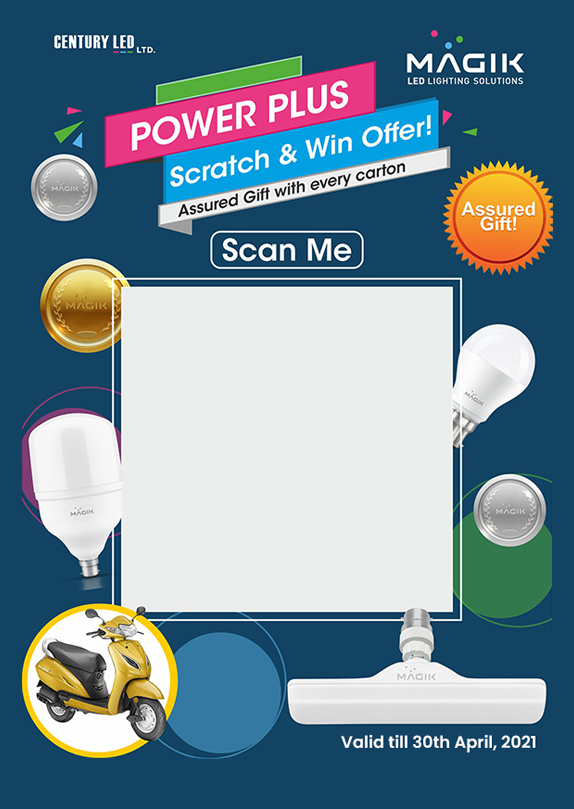 CENTURY LED LTD.
MAGIK
LED LIGHTING SOLUTIONS
POWER PLUS
Scratch & Win Offer!
Assured Gift with every carton
MAGIK
Assured
Gift!
Scan Me
MAGIK
MAGIK
MAGIK
MAGIK
MAGIK
Valid till 30th April, 2021